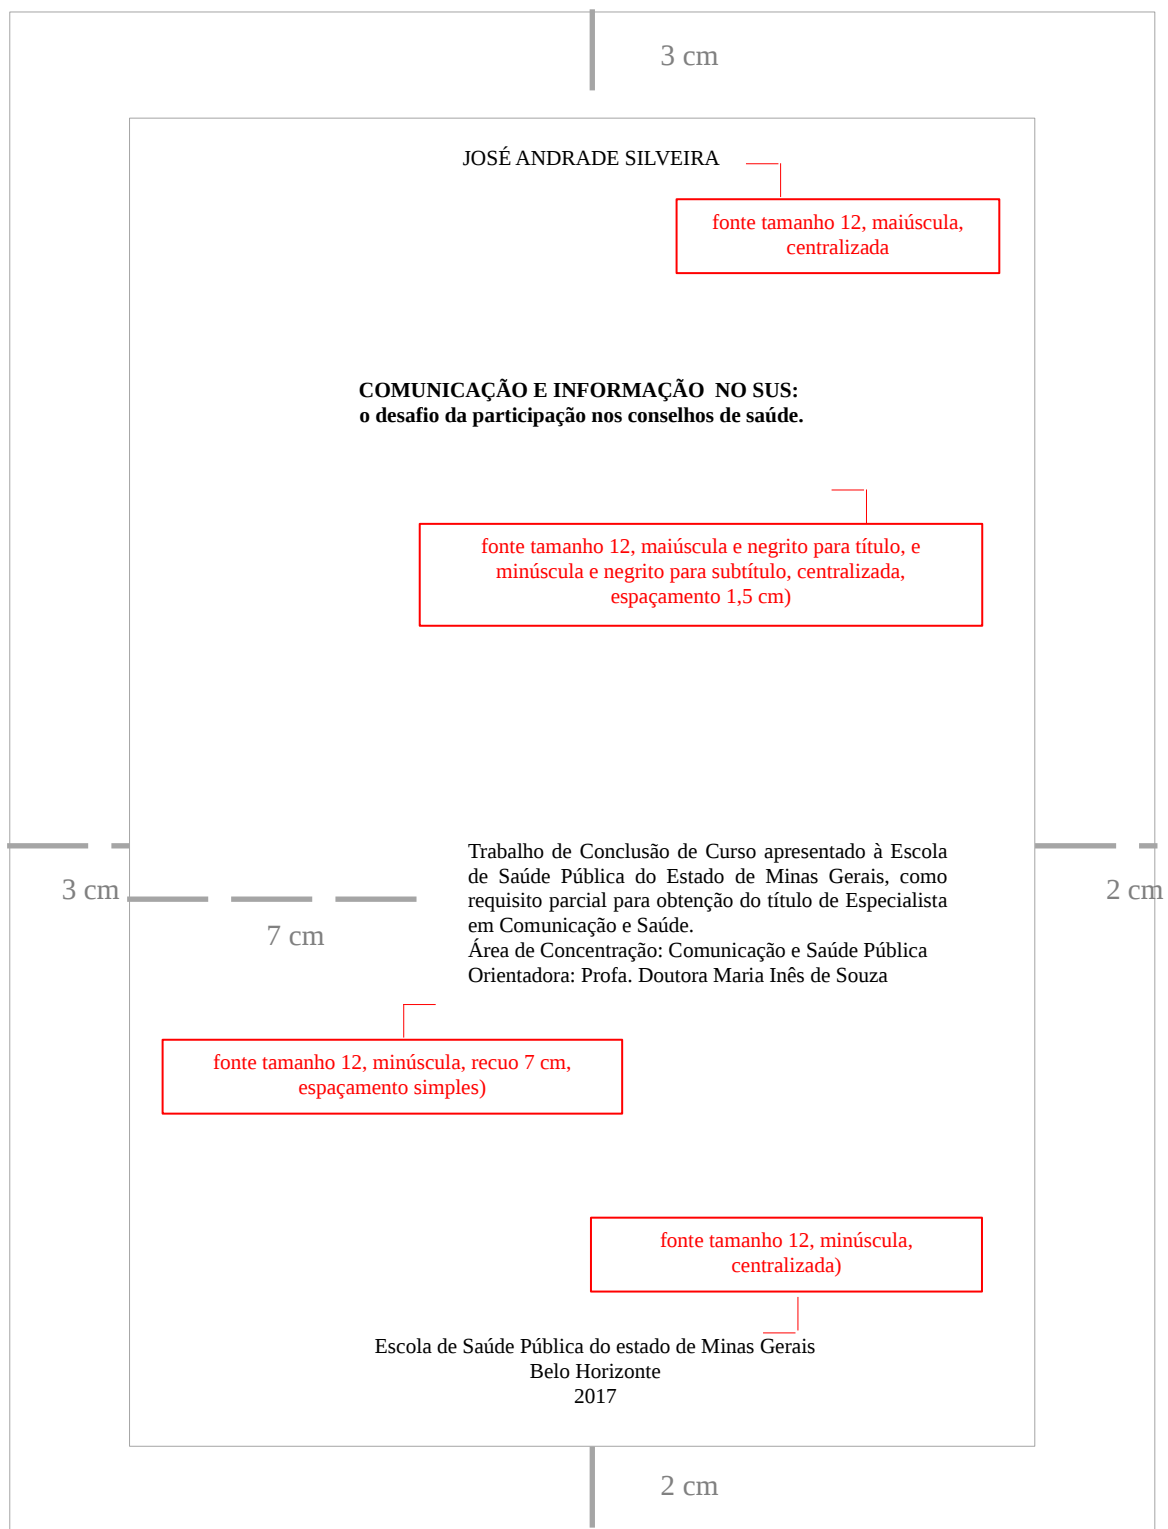 3 cm
JOSÉ ANDRADE SILVEIRA
fonte tamanho 12, maiúscula,
centralizada
COMUNICAÇÃO E INFORMAÇÃO  NO SUS:
o desafio da participação nos conselhos de saúde.
fonte tamanho 12, maiúscula e negrito para título, e
minúscula e negrito para subtítulo, centralizada,
espaçamento 1,5 cm)
Trabalho de Conclusão de Curso apresentado à Escola
de Saúde Pública do Estado de Minas Gerais, como
requisito parcial para obtenção do título de Especialista
em Comunicação e Saúde.
Área de Concentração: Comunicação e Saúde Pública
Orientadora: Profa. Doutora Maria Inês de Souza
3 cm
2 cm
7 cm
fonte tamanho 12, minúscula, recuo 7 cm,
espaçamento simples)
fonte tamanho 12, minúscula,
centralizada)
Escola de Saúde Pública do estado de Minas Gerais
Belo Horizonte
2017
2 cm